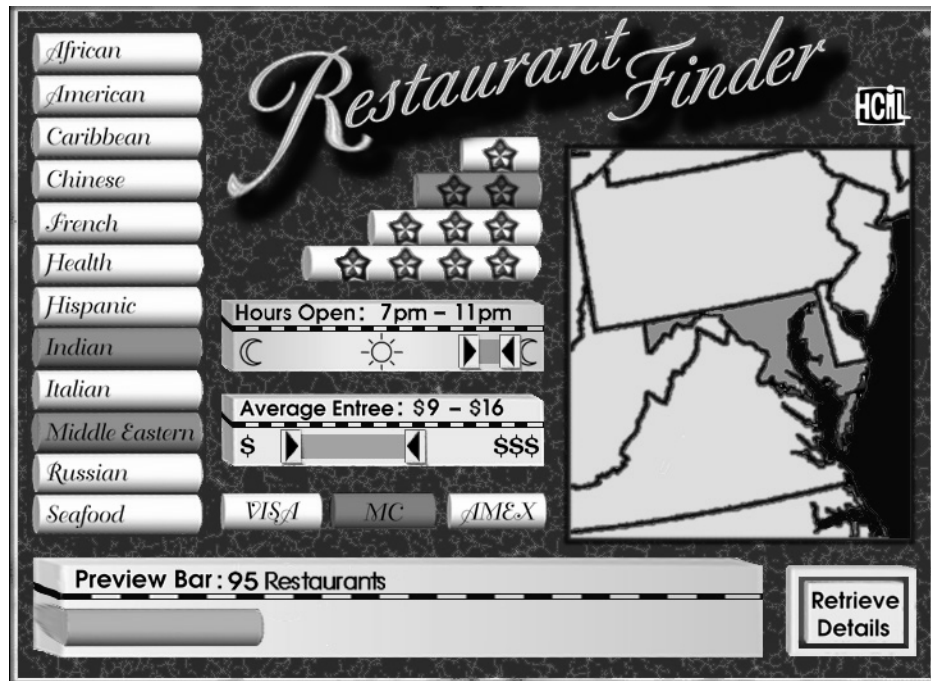 Restaurant Finder
HCIL
African
American
Caribbean
Chinese
French
Health
Hispanic
Indian
Italian
Middle Eastern
Russian
Seafood
Hours Open: 7pm – 11pm
Average Entree: $9 – $16
$ $$$
VISA MC AMEX
Preview Bar: 95 Restaurants
Retrieve
Details